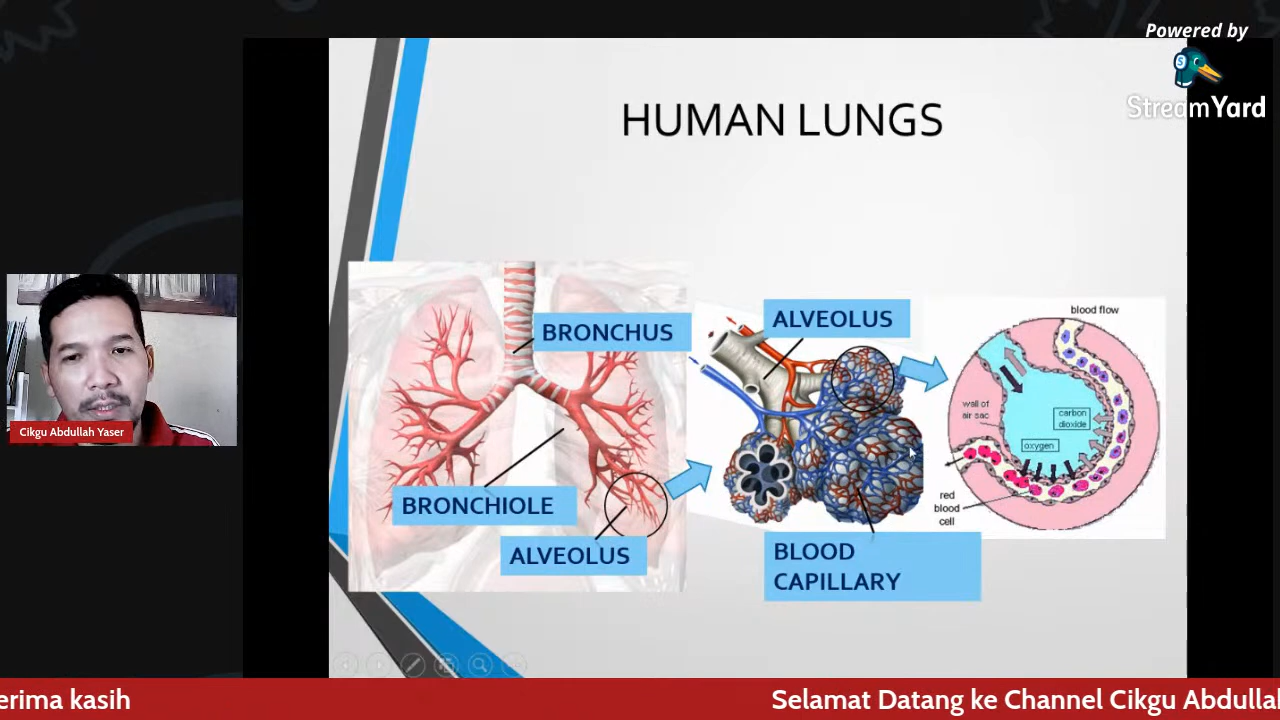 Powered by
StreamYard
HUMAN LUNGS
BRONCHUS
BRONCHIOLE
ALVEOLUS
ALVEOLUS
BLOOD
CAPILLARY
blood flow
wall of
air sac
carbon
dioxide
oxygen
red
blood
cell
Cikgu Abdullah Yaser
erima kasih
Selamat Datang ke Channel Cikgu Abdullah